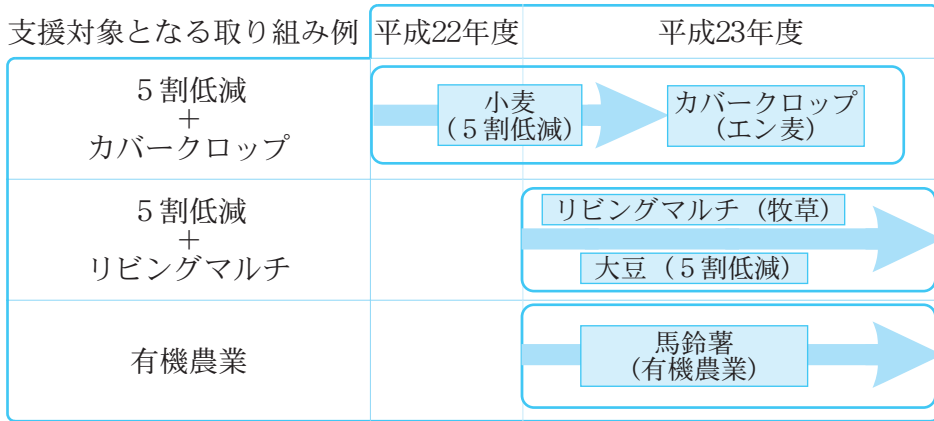 支援対象となる取り組み例 平成22年度 平成23年度
５割低減
＋
カバークロップ
小麦
(５割低減)
カバークロップ
(エン麦)
５割低減
＋
リビングマルチ
リビングマルチ (牧草)
大豆 (５割低減)
有機農業
馬鈴薯
(有機農業)